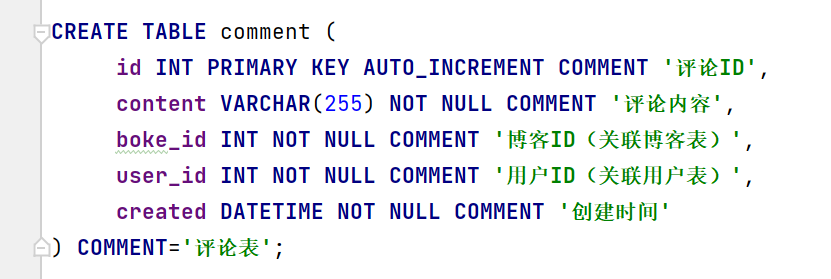 CREATE TABLE comment (
id INT PRIMARY KEY AUTO_INCREMENT COMMENT '评论ID',
content VARCHAR(255) NOT NULL COMMENT '评论内容',
boke_id INT NOT NULL COMMENT '博客ID（关联博客表）',
user_id INT NOT NULL COMMENT '用户ID（关联用户表）',
created DATETIME NOT NULL COMMENT '创建时间'
) COMMENT='评论表';